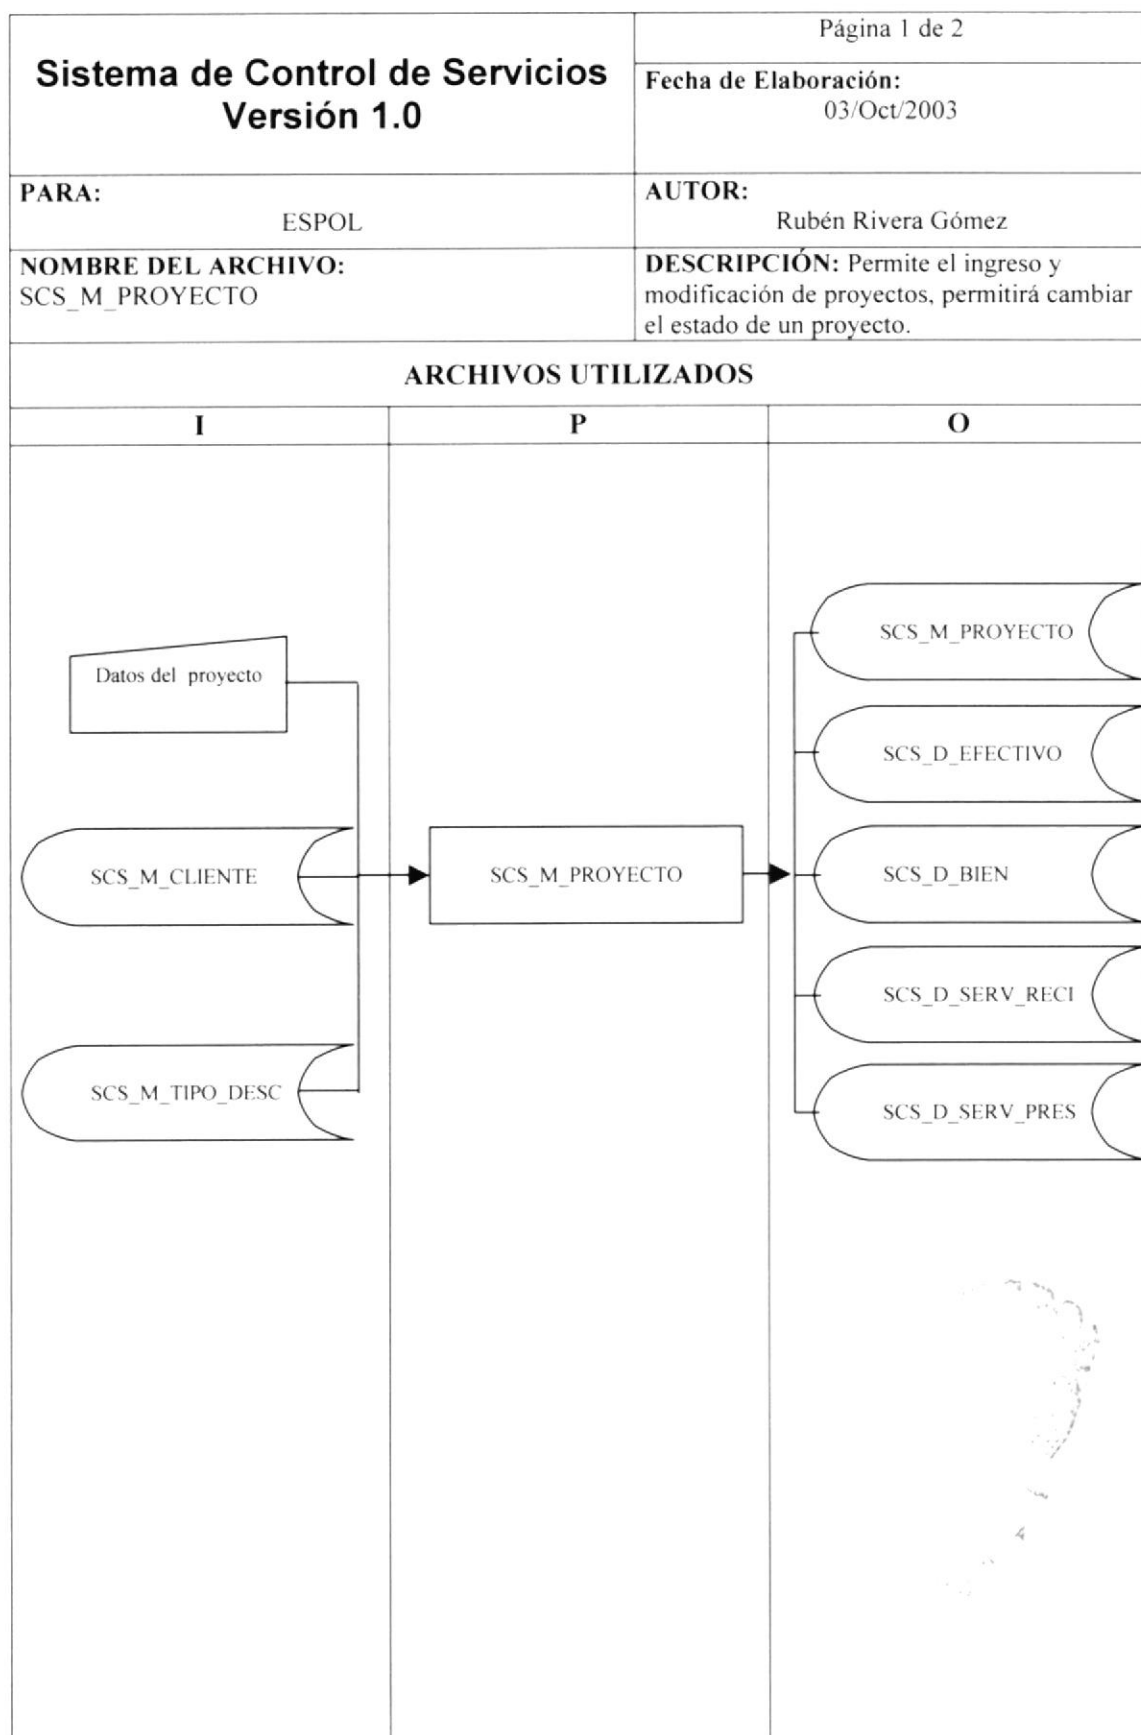 Sistema de Control de Servicios
Versión 1.0
Página 1 de 2
Fecha de Elaboración:
03/Oct/2003
PARA:
ESPOL
AUTOR:
Rubén Rivera Gómez
NOMBRE DEL ARCHIVO:
SCS_M_PROYECTO
DESCRIPCIÓN: Permite el ingreso y
modificación de proyectos, permitirá cambiar
el estado de un proyecto.
ARCHIVOS UTILIZADOS
I
P
O
Datos del proyecto
SCS_M_CLIENTE
SCS_M_TIPO_DESC
SCS_M_PROYECTO
SCS_M_PROYECTO
SCS_D_EFECTIVO
SCS_D_BIEN
SCS_D_SERV_RECI
SCS_D_SERV_PRES